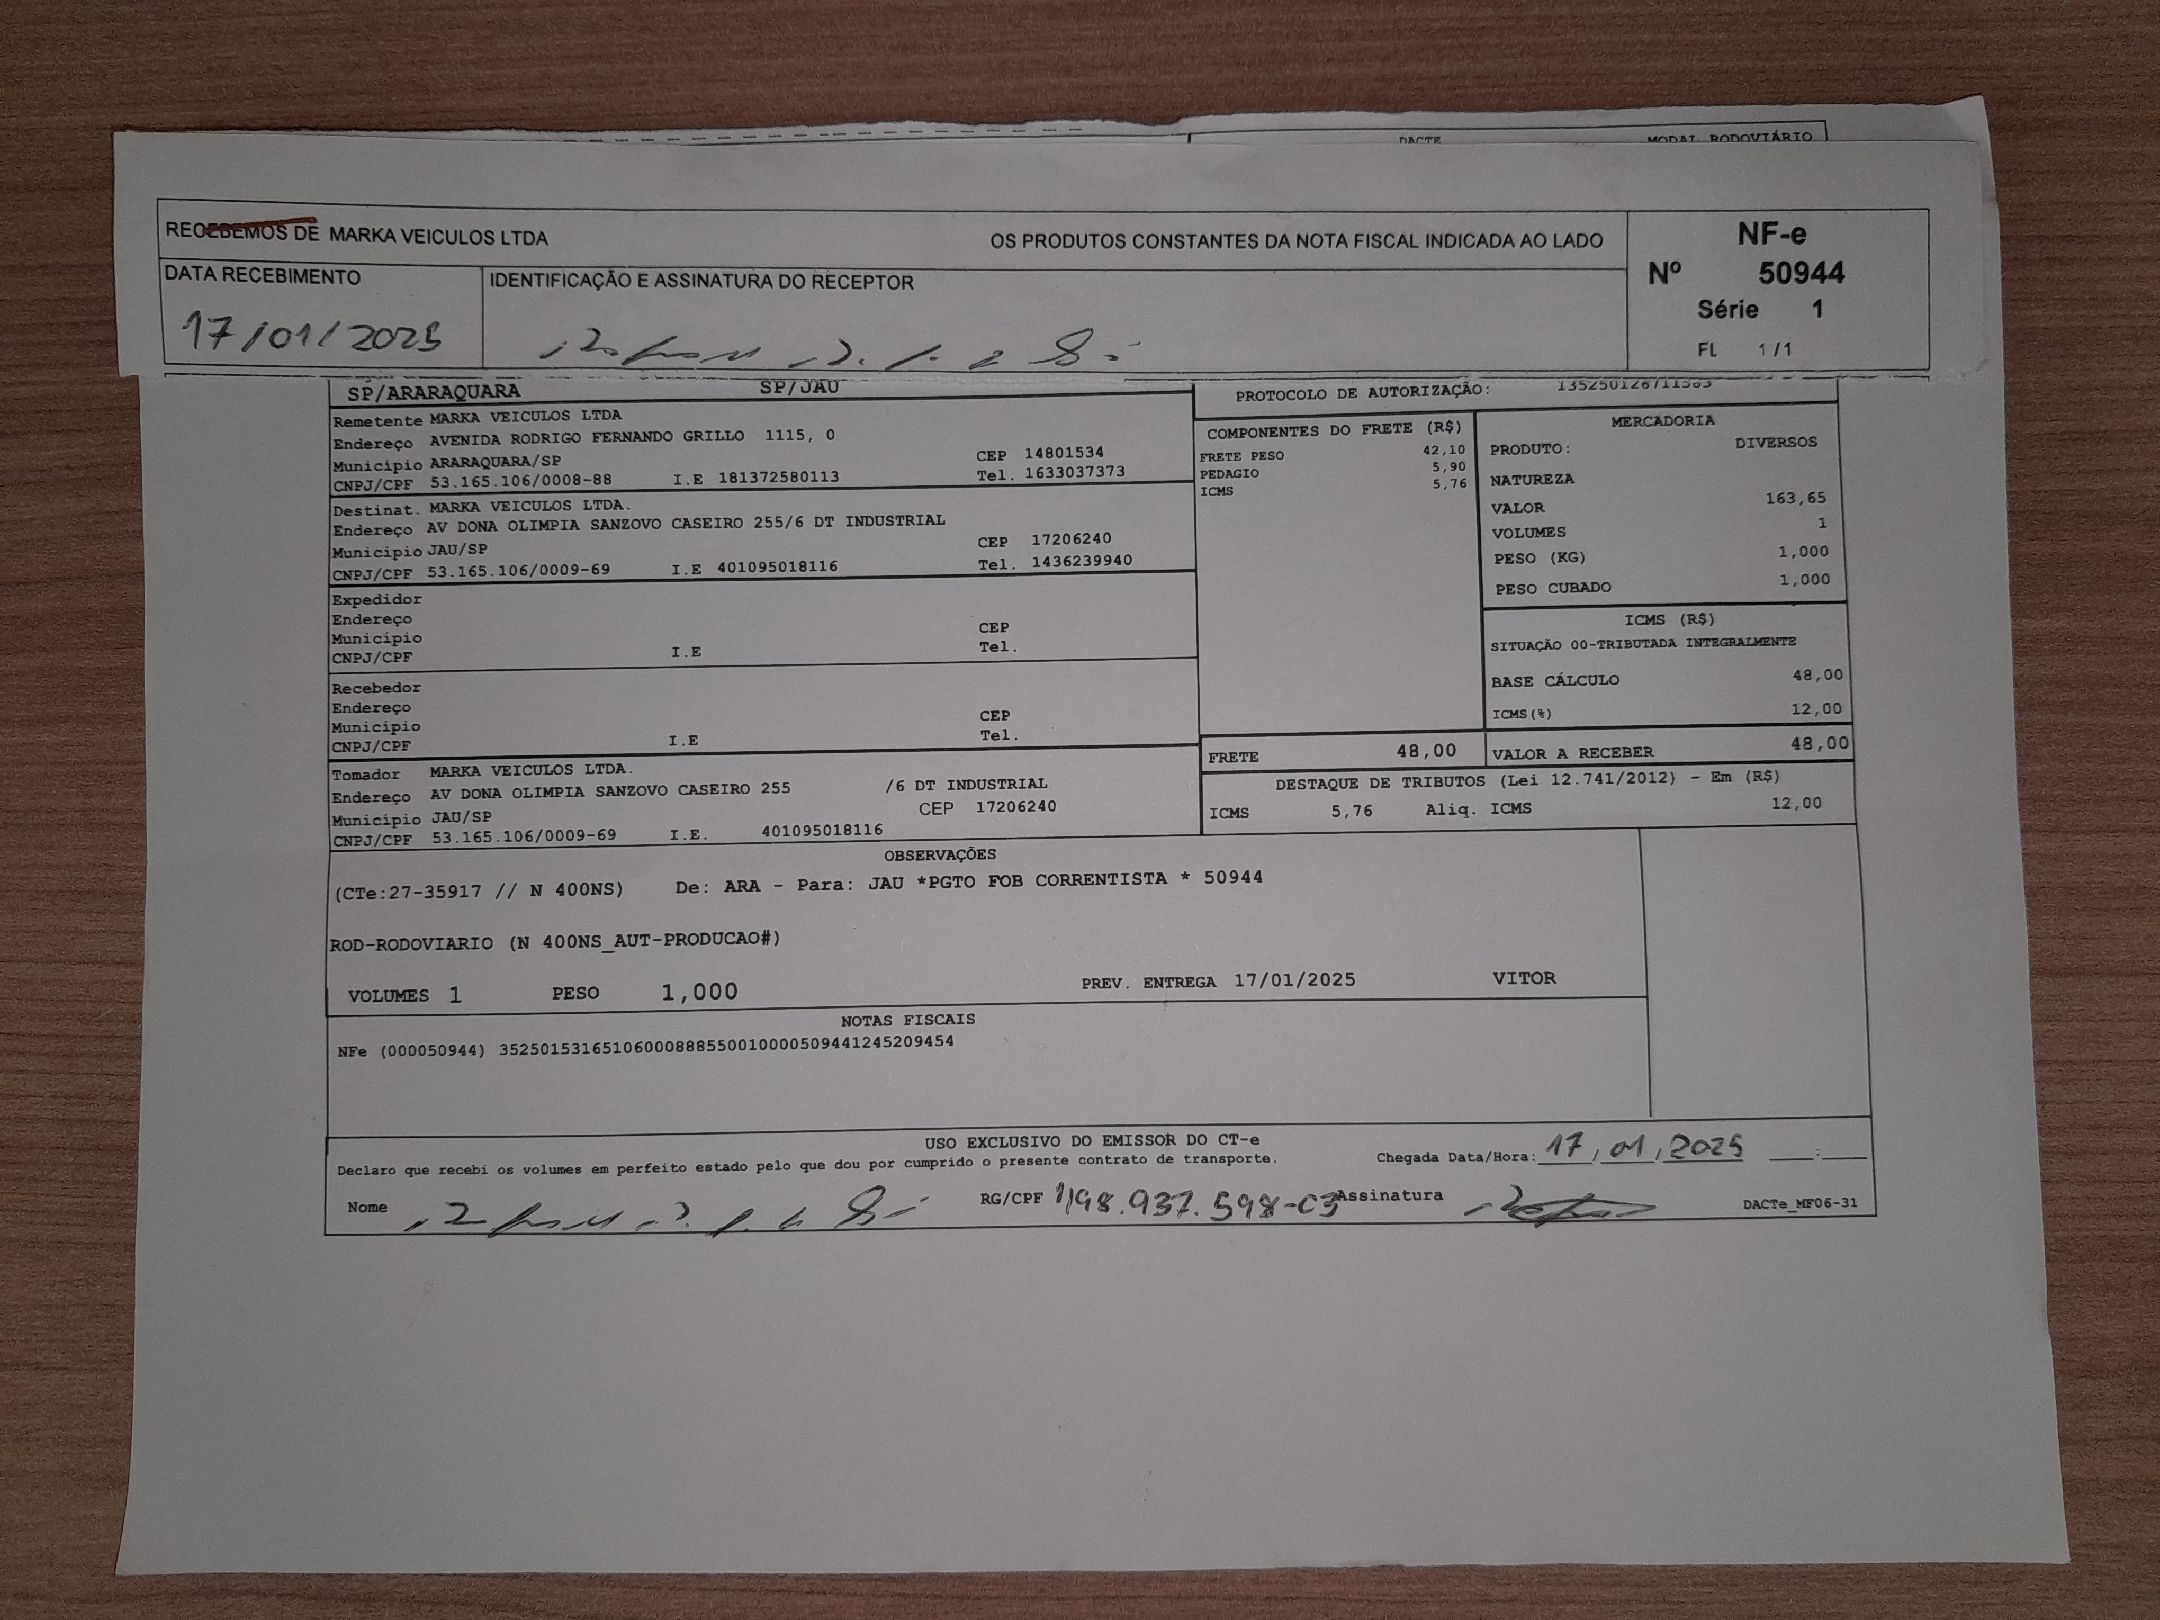 DACTE MODAL RODOVIÁRIO
RECEBEMOS DE MARKA VEICULOS LTDA OS PRODUTOS CONSTANTES DA NOTA FISCAL INDICADA AO LADO
NF-e
Nº 50944
Série 1
FL 1/1
DATA RECEBIMENTO
17/01/2025
IDENTIFICAÇÃO E ASSINATURA DO RECEPTOR
SP/ARARAQUARA SP/JAU
PROTOCOLO DE AUTORIZAÇÃO: 135250126711563
Remetente MARKA VEICULOS LTDA
Endereço AVENIDA RODRIGO FERNANDO GRILLO 1115, 0
Município ARARAQUARA/SP CEP 14801534
CNPJ/CPF 53.165.106/0008-88 I.E 181372580113 Tel. 1633037373
Destinat. MARKA VEICULOS LTDA.
Endereço AV DONA OLIMPIA SANZOVO CASEIRO 255/6 DT INDUSTRIAL
Município JAU/SP CEP 17206240
CNPJ/CPF 53.165.106/0009-69 I.E 401095018116 Tel. 1436239940
Expedidor
Endereço
Município CEP
CNPJ/CPF I.E Tel.
Recebedor
Endereço
Município CEP
CNPJ/CPF I.E Tel.
Tomador MARKA VEICULOS LTDA.
Endereço AV DONA OLIMPIA SANZOVO CASEIRO 255 /6 DT INDUSTRIAL
Município JAU/SP CEP 17206240
CNPJ/CPF 53.165.106/0009-69 I.E. 401095018116
COMPONENTES DO FRETE (R$)
FRETE PESO 42,10
PEDAGIO 5,90
ICMS 5,76
MERCADORIA
PRODUTO: DIVERSOS
NATUREZA
VALOR 163,65
VOLUMES 1
PESO (KG) 1,000
PESO CUBADO 1,000
ICMS (R$)
SITUAÇÃO 00-TRIBUTADA INTEGRALMENTE
BASE CÁLCULO 48,00
ICMS(%) 12,00
FRETE 48,00 VALOR A RECEBER 48,00
DESTAQUE DE TRIBUTOS (Lei 12.741/2012) - Em (R$)
ICMS 5,76 Aliq. ICMS 12,00
OBSERVAÇÕES
(CTe:27-35917 // N 400NS) De: ARA - Para: JAU *PGTO FOB CORRENTISTA * 50944
ROD-RODOVIARIO (N 400NS_AUT-PRODUCAO#)
VOLUMES 1 PESO 1,000 PREV. ENTREGA 17/01/2025 VITOR
NOTAS FISCAIS
NFe (000050944) 35250153165106000888550010000509441245209454
USO EXCLUSIVO DO EMISSOR DO CT-e
Declaro que recebi os volumes em perfeito estado pelo que dou por cumprido o presente contrato de transporte. Chegada Data/Hora: 17/01/2025 __:__
Nome RG/CPF 198.937.598-03 Assinatura DACTe_MF06-31